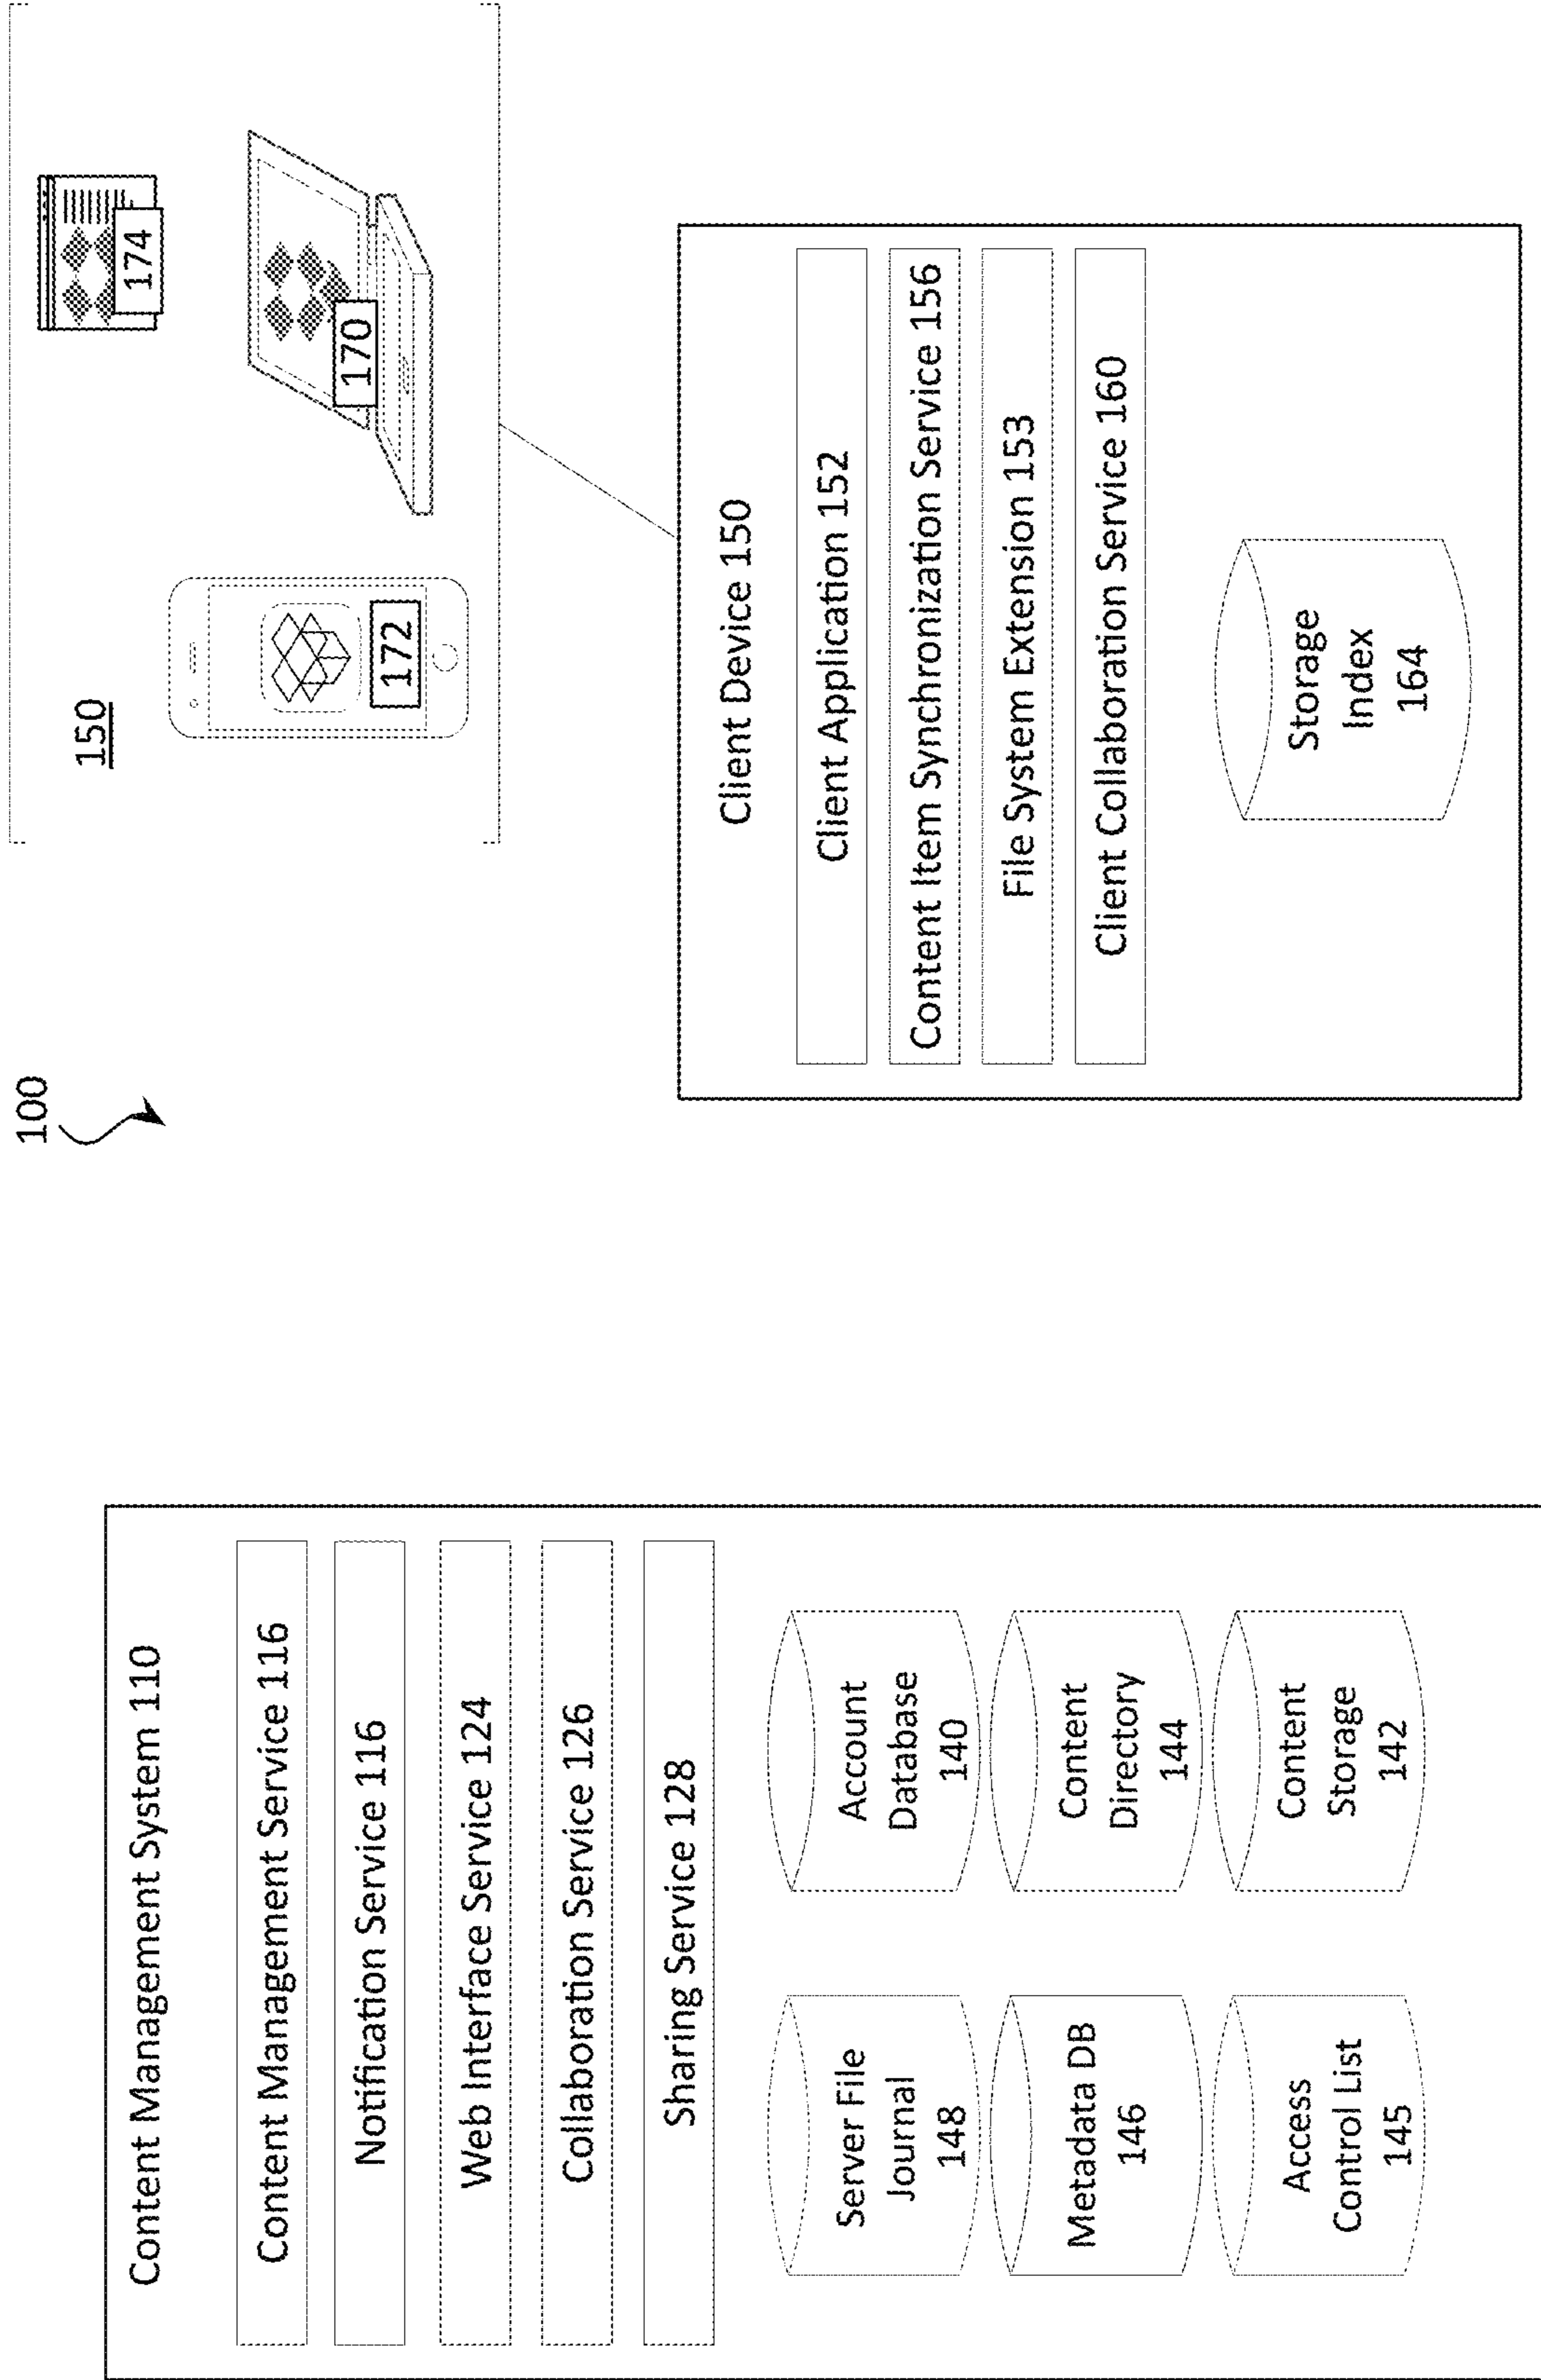 100
Content Management System 110
Content Management Service 116
Notification Service 116
Web Interface Service 124
Collaboration Service 126
Sharing Service 128
Server File
Journal
148
Account
Database
140
Metadata DB
146
Content
Directory
144
Access
Control List
145
Content
Storage
142
150
172
170
174
Client Device 150
Client Application 152
Content Item Synchronization Service 156
File System Extension 153
Client Collaboration Service 160
Storage
Index
164